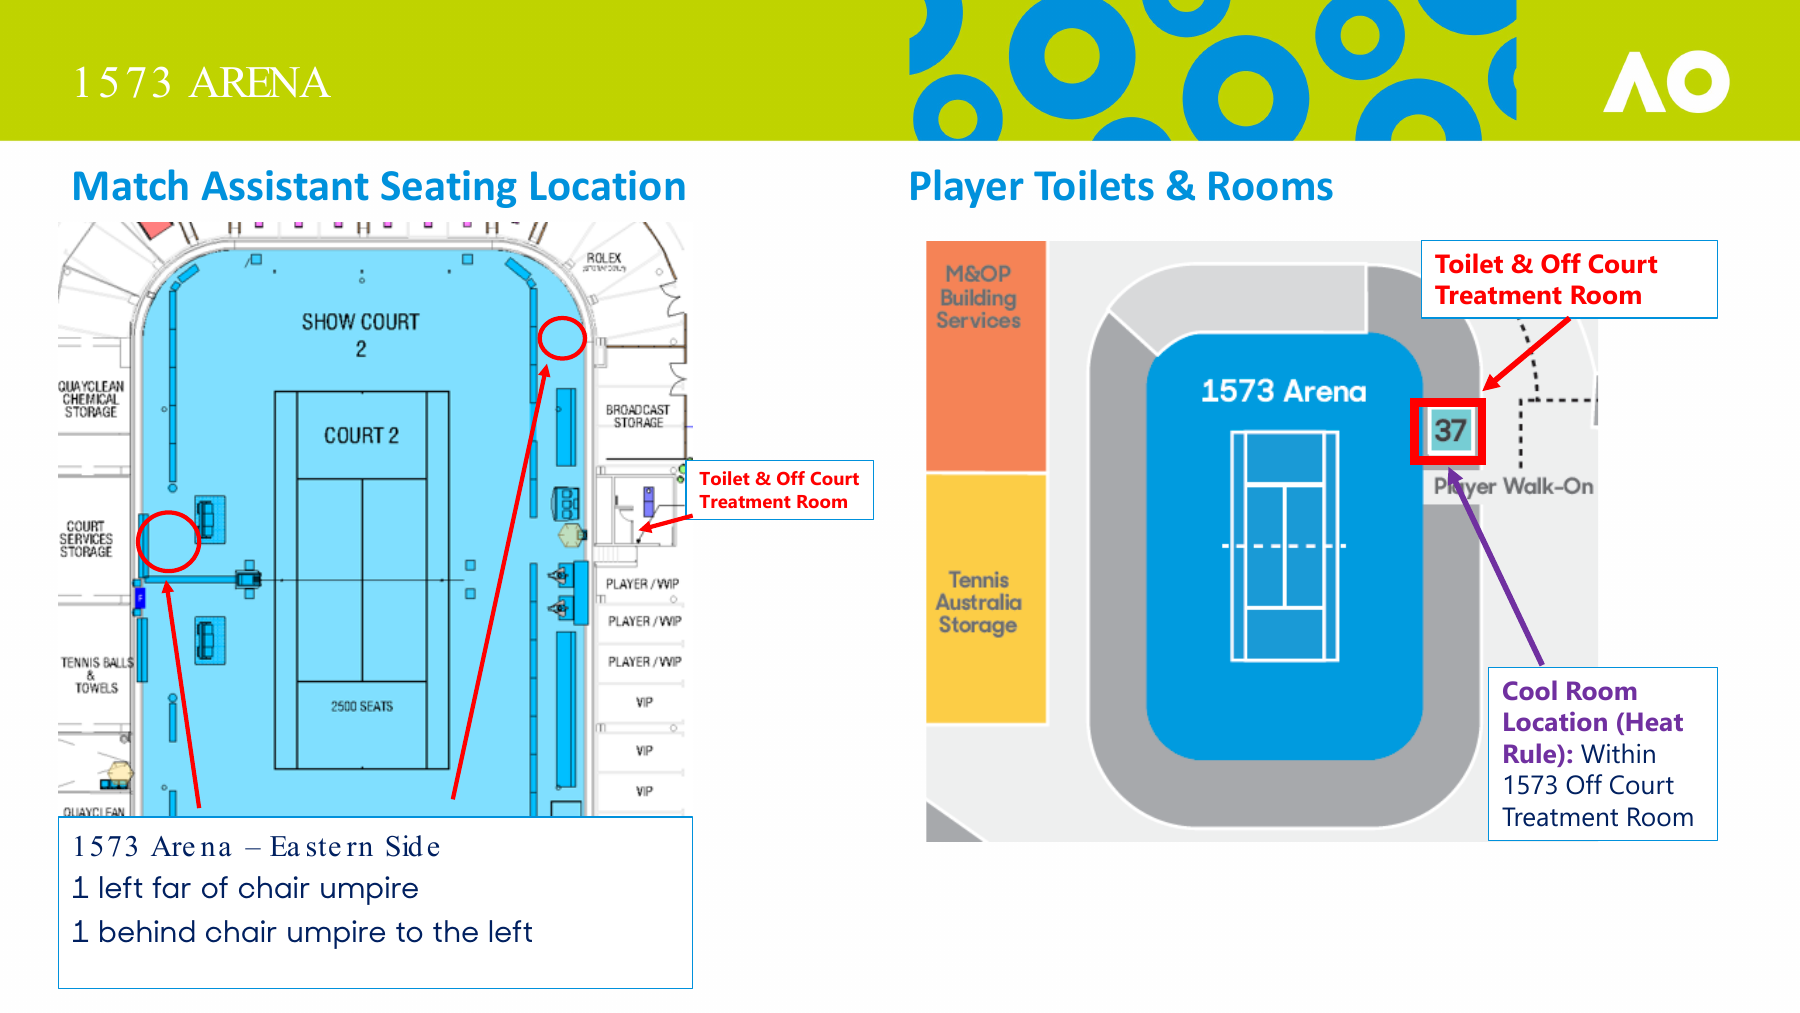 1573 ARENA
AO
Match Assistant Seating Location
Player Toilets & Rooms
ROLEX
SHOW COURT
2
QUAYCLEAN
CHEMICAL
STORAGE
COURT 2
BROADCAST
STORAGE
Toilet & Off Court
Treatment Room
COURT
SERVICES
STORAGE
PLAYER / VVIP
PLAYER / VVIP
PLAYER / VVIP
TENNIS BALLS
&
TOWELS
2500 SEATS
VIP
VIP
VIP
QUAYCLEAN
1573 Arena – Eastern Side
1 left far of chair umpire
1 behind chair umpire to the left
M&OP
Building
Services
Toilet & Off Court
Treatment Room
1573 Arena
37
Player Walk-On
Tennis
Australia
Storage
Cool Room
Location (Heat
Rule): Within
1573 Off Court
Treatment Room